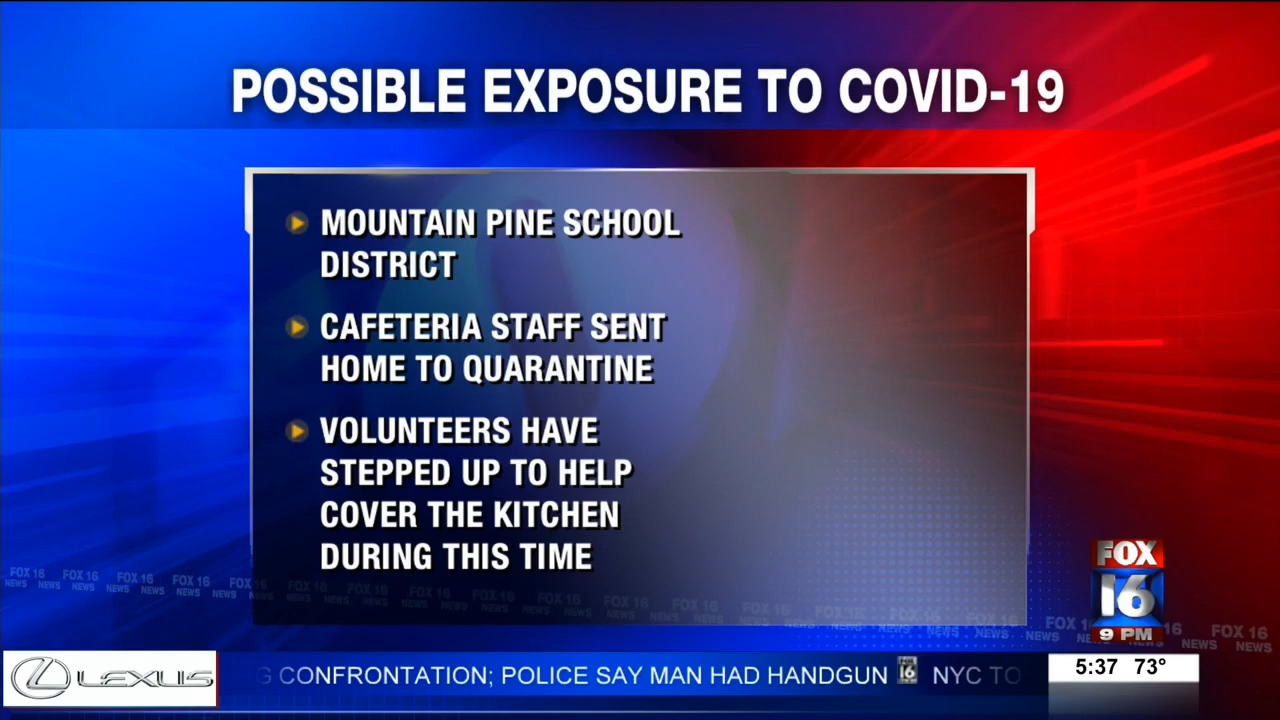 POSSIBLE EXPOSURE TO COVID-19
MOUNTAIN PINE SCHOOL
DISTRICT
CAFETERIA STAFF SENT
HOME TO QUARANTINE
VOLUNTEERS HAVE
STEPPED UP TO HELP
COVER THE KITCHEN
DURING THIS TIME
FOX
16
9 PM
LEXUS
G CONFRONTATION; POLICE SAY MAN HAD HANDGUN FOX 16 NYC TO
5:37 73°